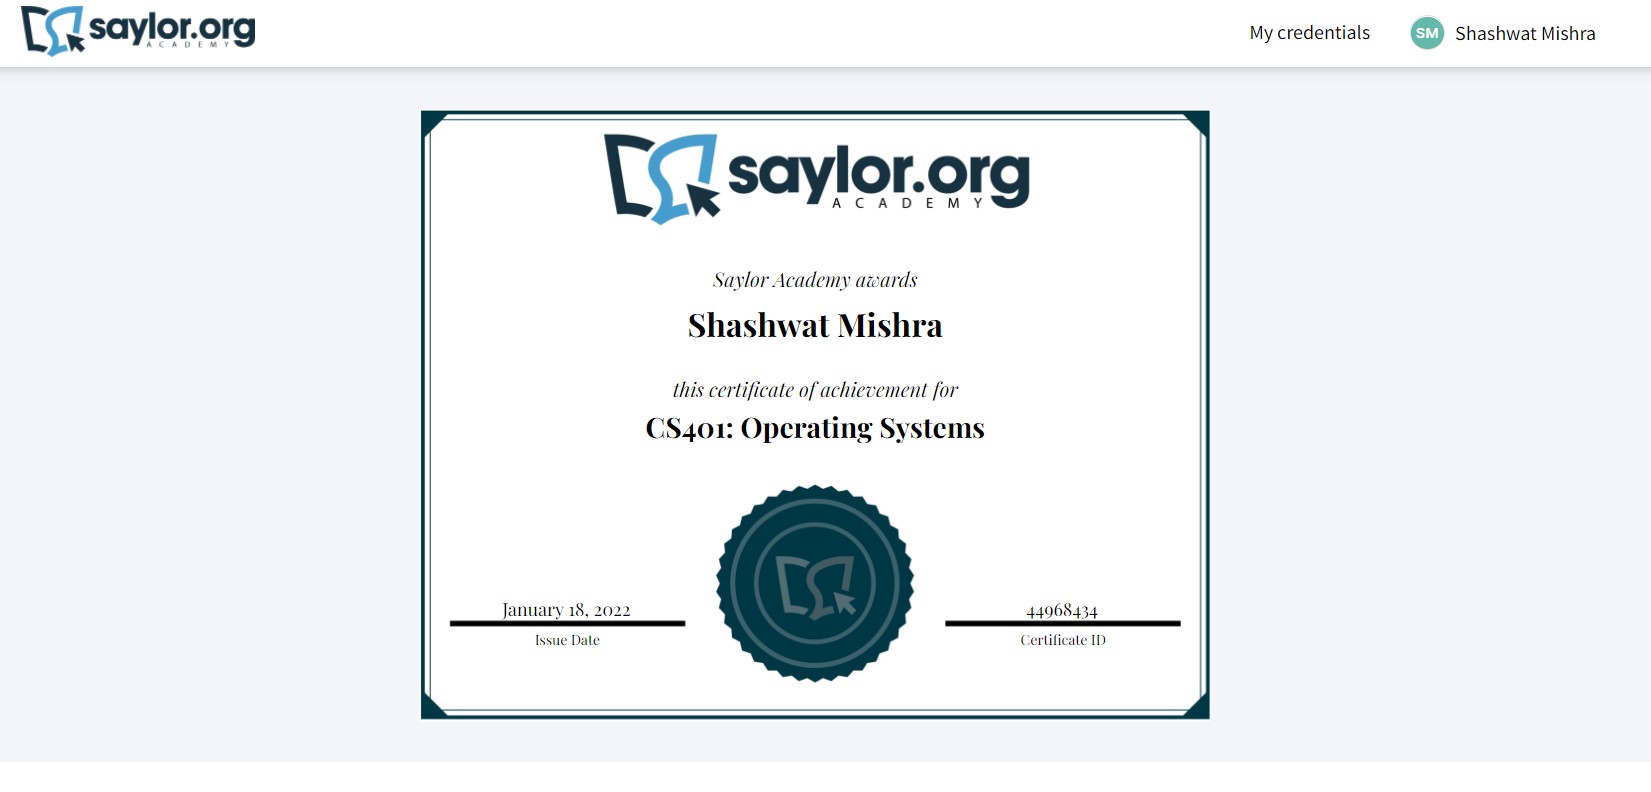 saylor.org
ACADEMY
My credentials
SM
Shashwat Mishra
saylor.org
ACADEMY
Saylor Academy awards
Shashwat Mishra
this certificate of achievement for
CS401: Operating Systems
January 18, 2022
Issue Date
44968434
Certificate ID